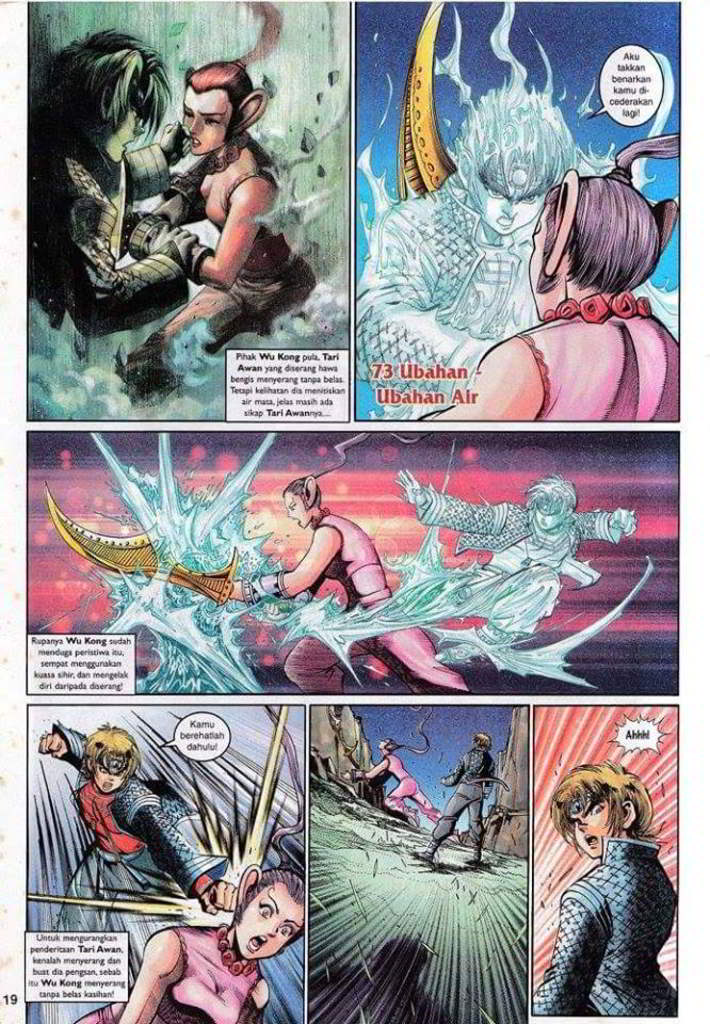 Pihak Wu Kong pula, Tari
Awan yang diserang hawa
bengis menyerang tanpa belas.
Tetapi kelihatan dia menitiskan
air mata, jelas masih ada
sikap Tari Awannya....
Aku
takkan
benarkan
kamu di-
cederakan
lagi!
73 Ubahan -
Ubahan Air
Rupanya Wu Kong sudah
menduga peristiwa itu,
sempat menggunakan
kuasa sihir, dan mengelak
diri daripada diserang!
Kamu
berehatlah
dahulu!
Untuk mengurangkan
penderitaan Tari Awan,
kenalah menyerang dan
buat dia pengsan, sebab
itu Wu Kong menyerang
tanpa belas kasihan!
Ahhh!
19